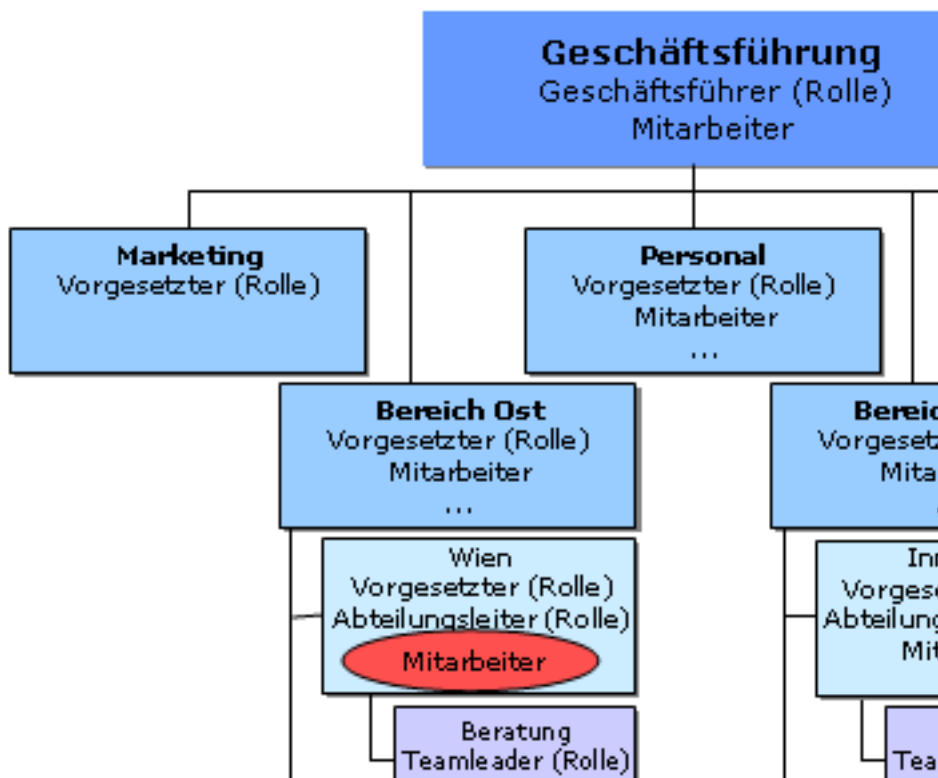 Geschäftsführung
Geschäftsführer (Rolle)
Mitarbeiter
Marketing
Vorgesetzter (Rolle)
Personal
Vorgesetzter (Rolle)
Mitarbeiter
...
Bereich Ost
Vorgesetzter (Rolle)
Mitarbeiter
...
Wien
Vorgesetzter (Rolle)
Abteilungsleiter (Rolle)
Mitarbeiter
Beratung
Teamleader (Rolle)